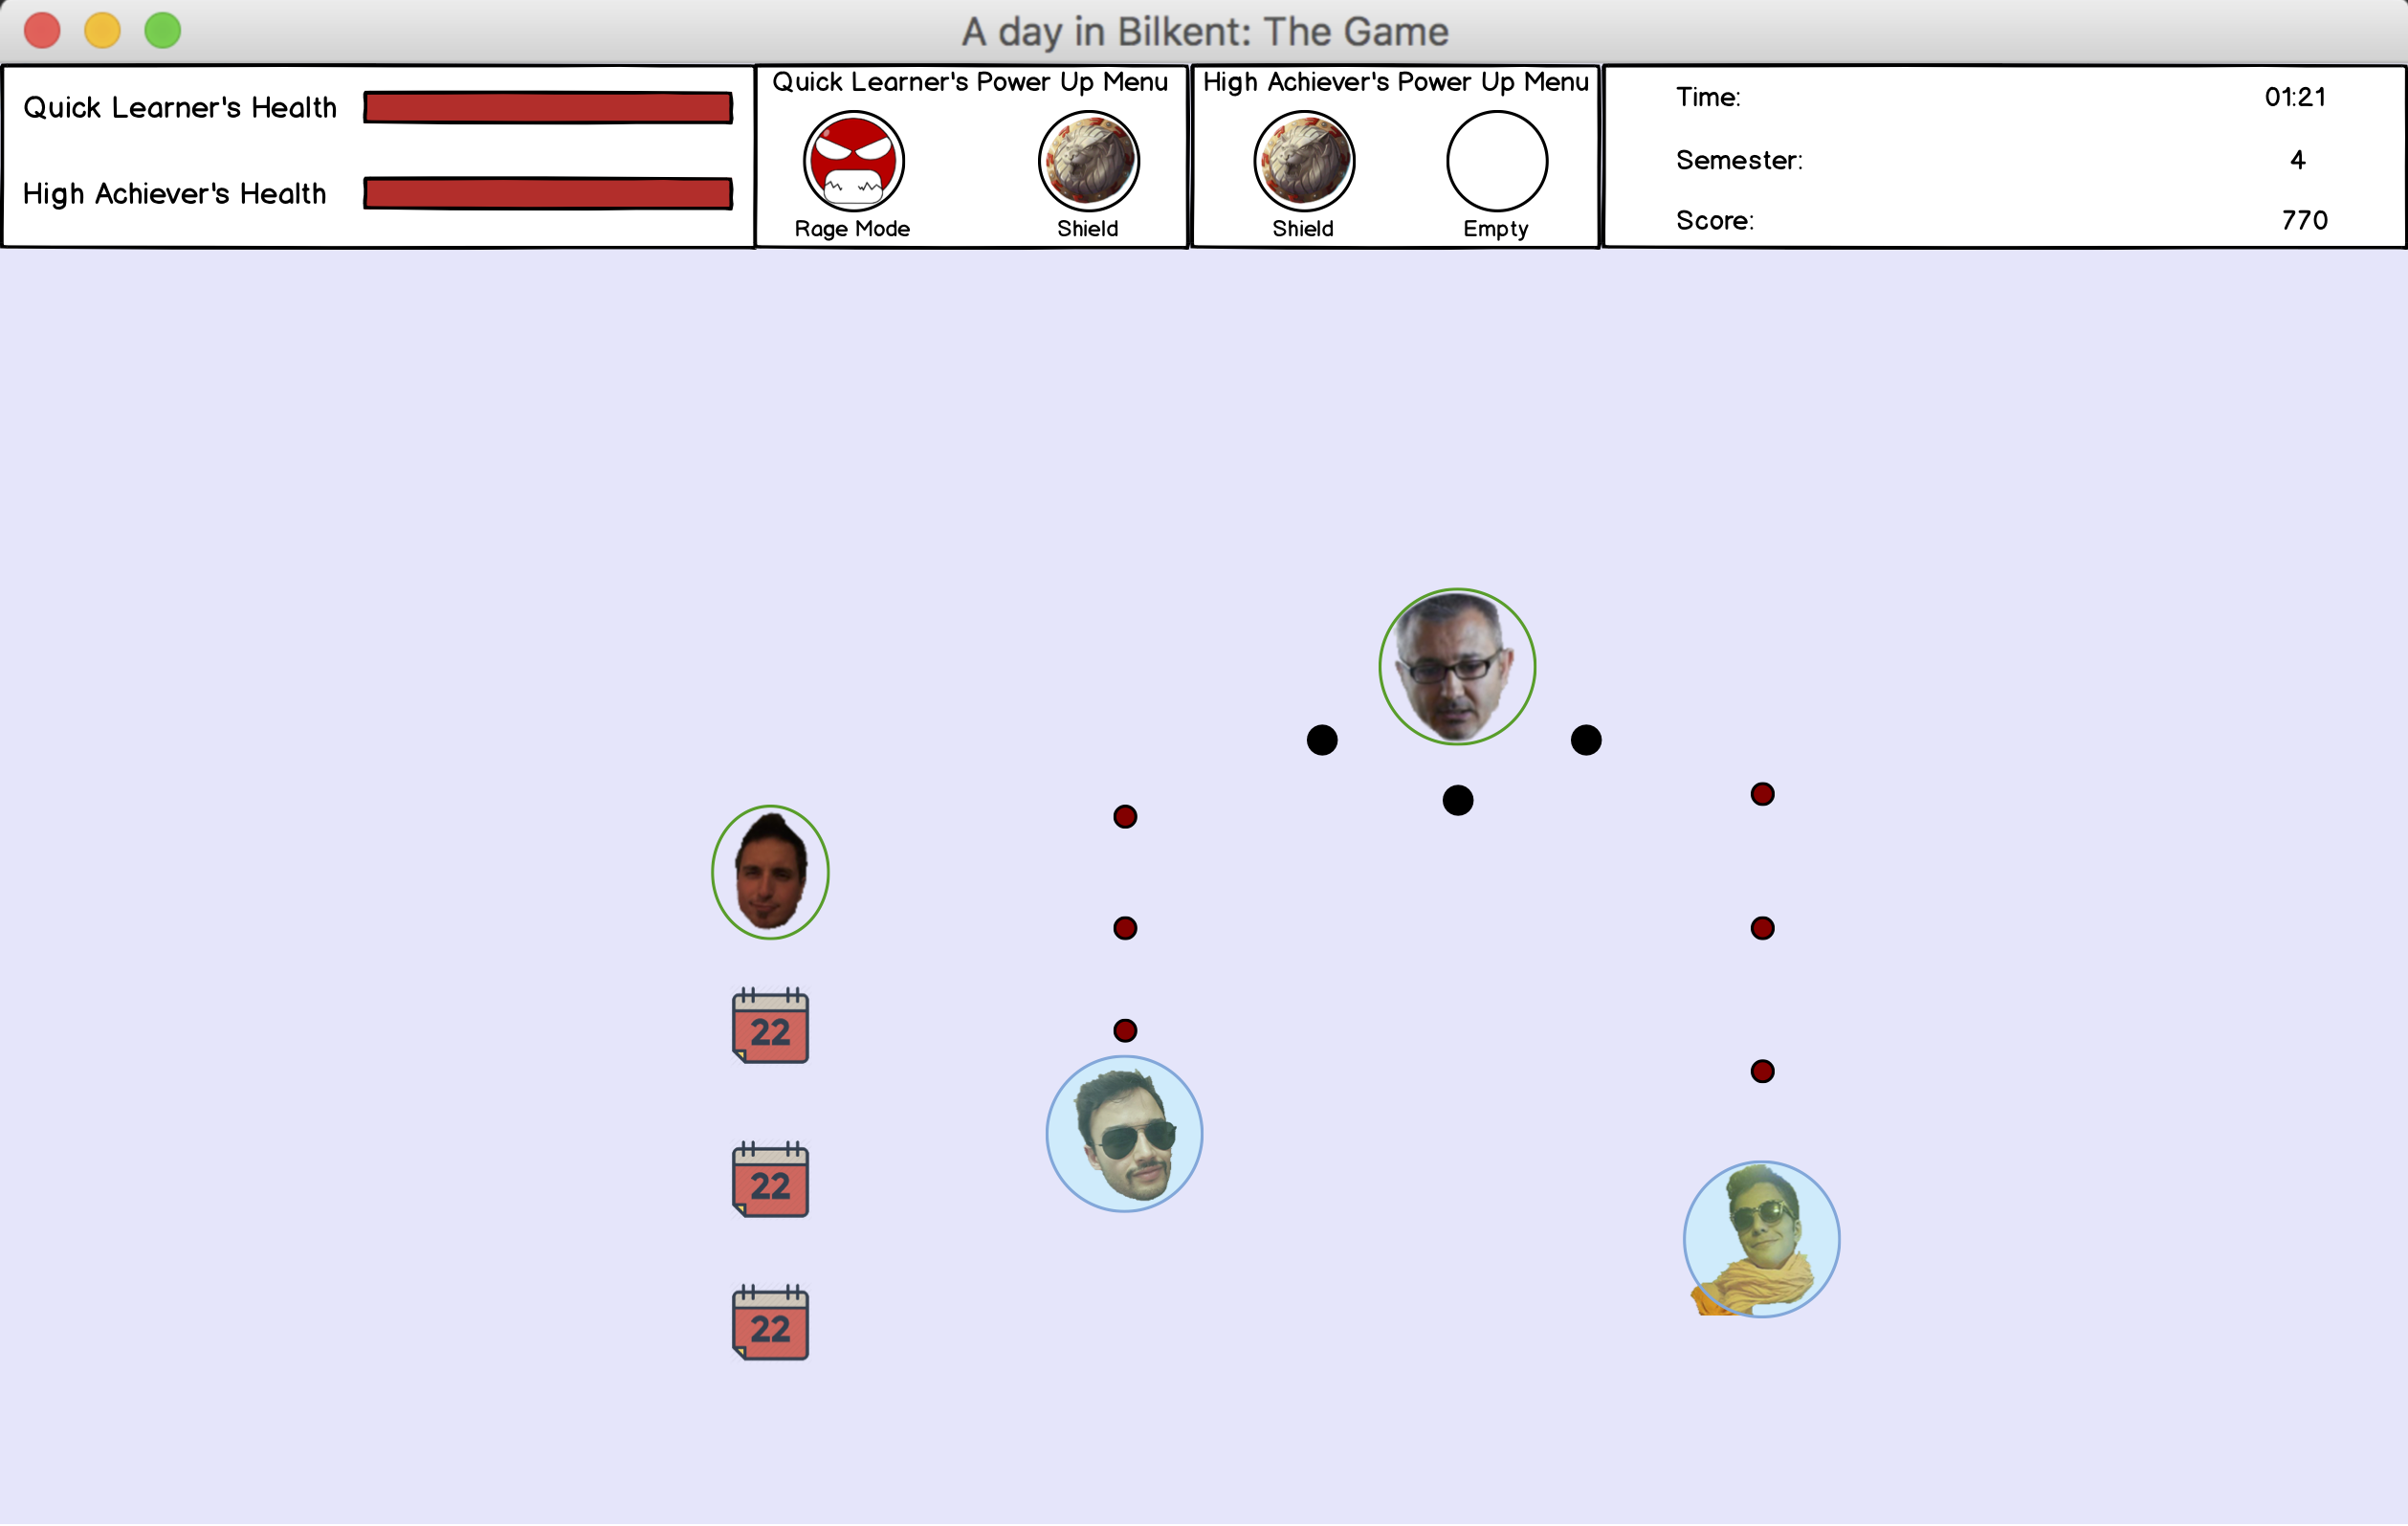 A day in Bilkent: The Game
Quick Learner's Health
High Achiever's Health
Quick Learner's Power Up Menu
Rage Mode
Shield
High Achiever's Power Up Menu
Shield
Empty
Time: 01:21
Semester: 4
Score: 770
22
22
22